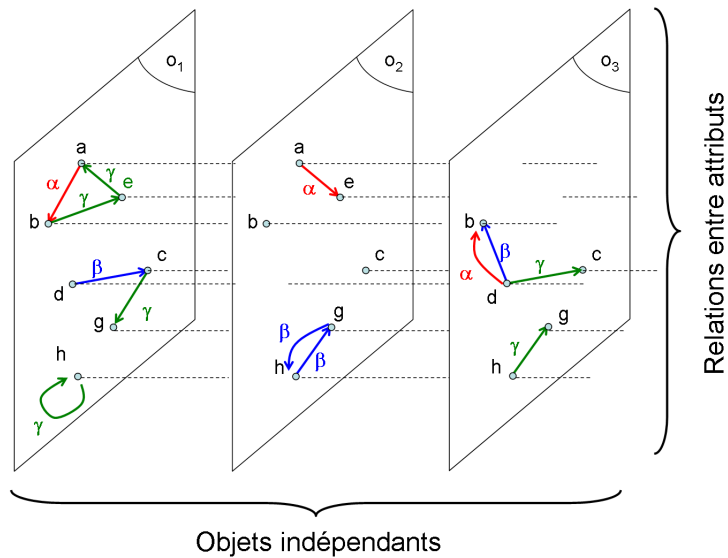 o1 o2 o3
a a
γ
α γ e α e
b b b
β c c β c
α γ
d d
γ g g g
β
h h β h γ
γ
Relations entre attributs
Objets indépendants